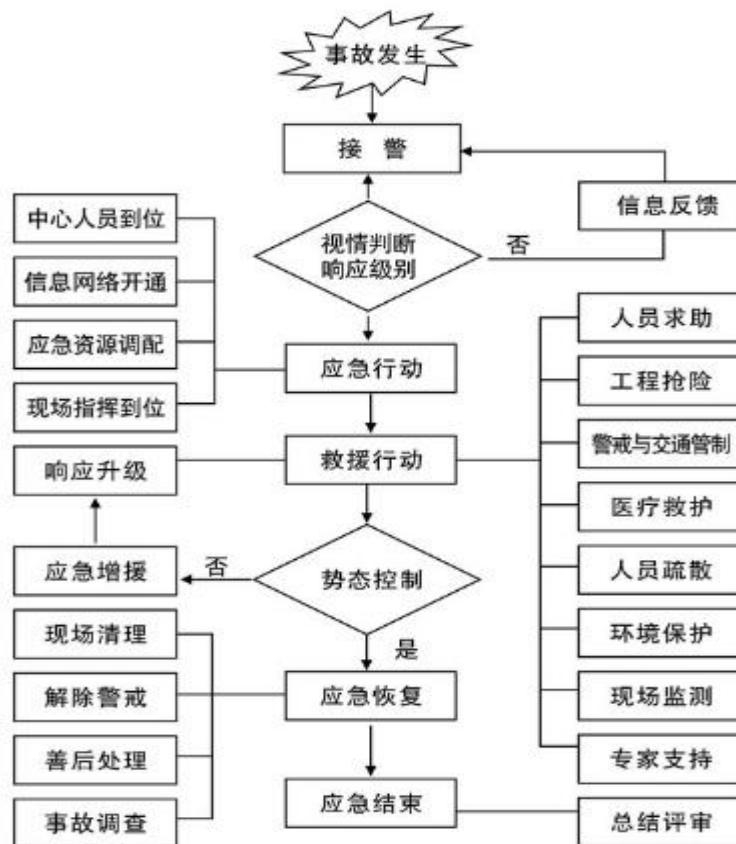 事故发生
接 警
信息反馈
中心人员到位
视情判断
响应级别
否
信息网络开通
人员求助
应急资源调配
应急行动
工程抢险
现场指挥到位
警戒与交通管制
响应升级
救援行动
医疗救护
应急增援
否
势态控制
人员疏散
现场清理
是
环境保护
解除警戒
应急恢复
现场监测
善后处理
专家支持
事故调查
应急结束
总结评审